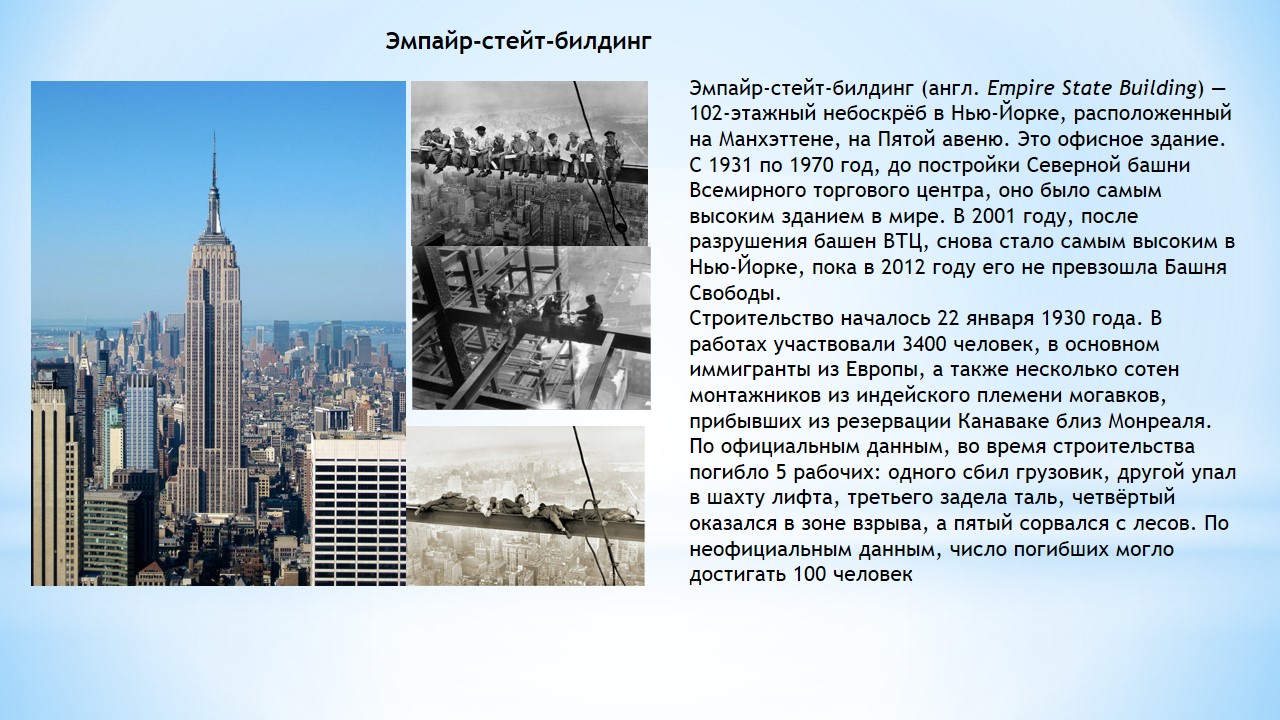 Эмпайр-стейт-билдинг
Эмпайр-стейт-билдинг (англ. Empire State Building) —
102-этажный небоскрёб в Нью-Йорке, расположенный
на Манхэттене, на Пятой авеню. Это офисное здание.
С 1931 по 1970 год, до постройки Северной башни
Всемирного торгового центра, оно было самым
высоким зданием в мире. В 2001 году, после
разрушения башен ВТЦ, снова стало самым высоким в
Нью-Йорке, пока в 2012 году его не превзошла Башня
Свободы.
Строительство началось 22 января 1930 года. В
работах участвовали 3400 человек, в основном
иммигранты из Европы, а также несколько сотен
монтажников из индейского племени могавков,
прибывших из резервации Канаваке близ Монреаля.
По официальным данным, во время строительства
погибло 5 рабочих: одного сбил грузовик, другой упал
в шахту лифта, третьего задела таль, четвёртый
оказался в зоне взрыва, а пятый сорвался с лесов. По
неофициальным данным, число погибших могло
достигать 100 человек